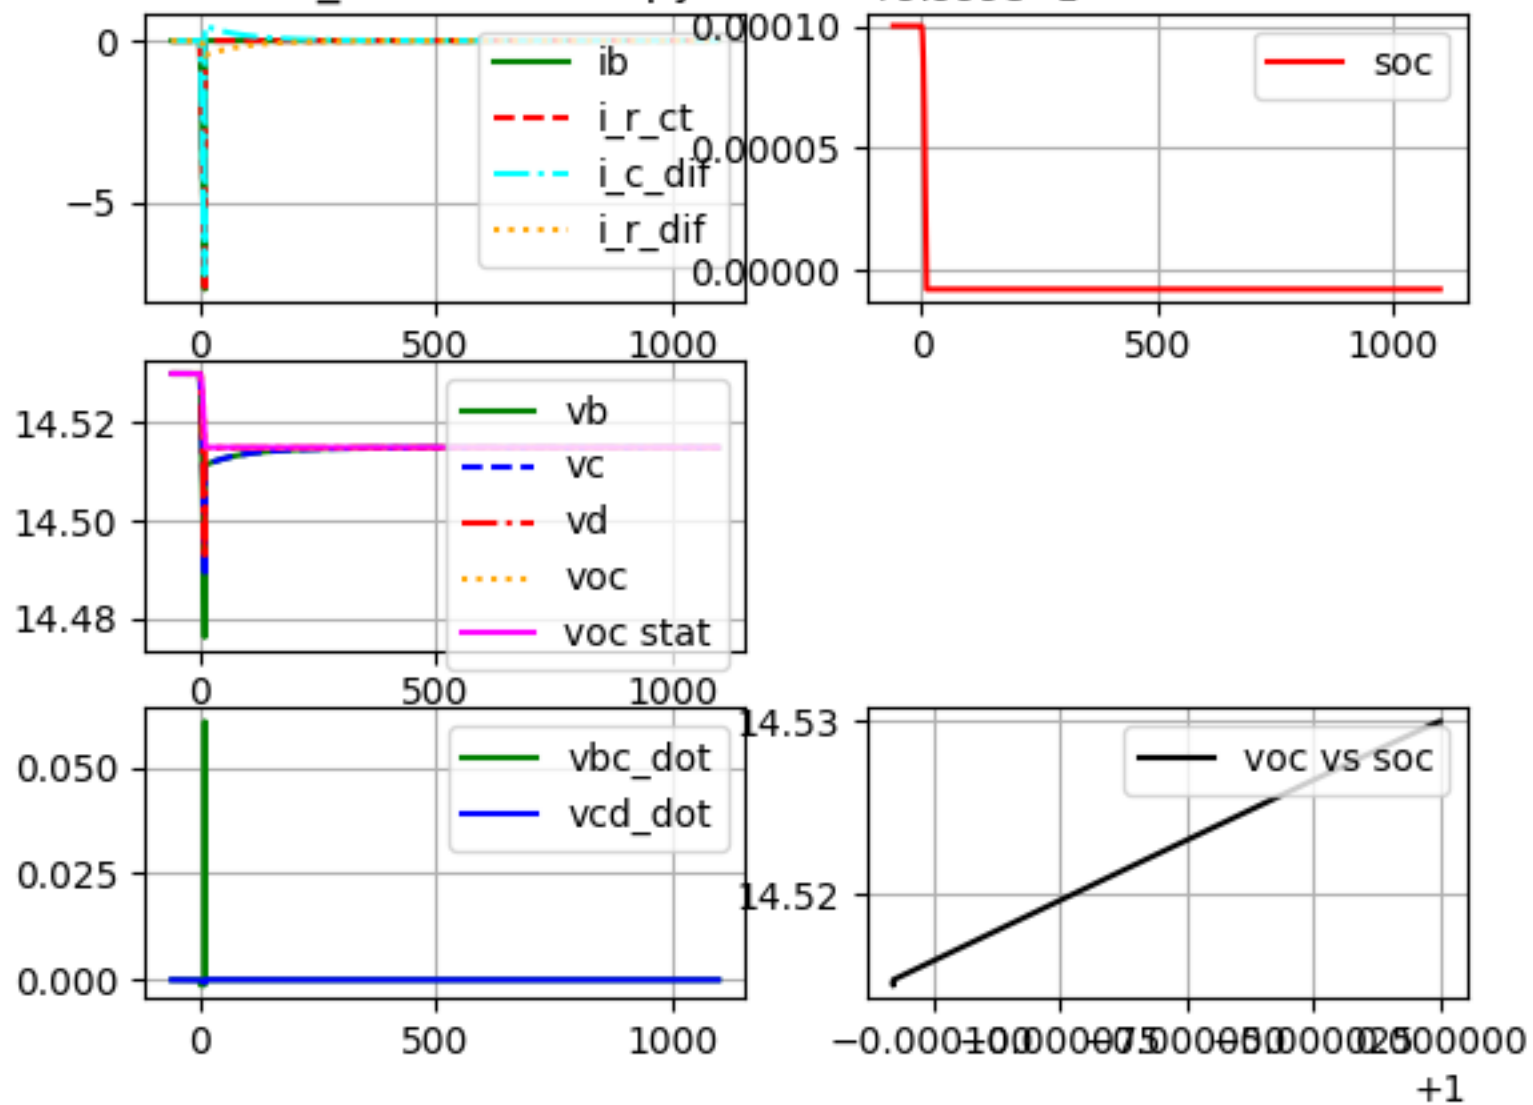 0
−5
ib
i_r_ct
i_c_dif
i_r_dif
0
500
1000
0.00010
0.00005
0.00000
soc
0
500
1000
14.52
14.50
14.48
vb
vc
vd
voc
voc stat
0
500
1000
0.050
0.025
0.000
vbc_dot
vcd_dot
0
500
1000
14.53
14.52
voc vs soc
+1